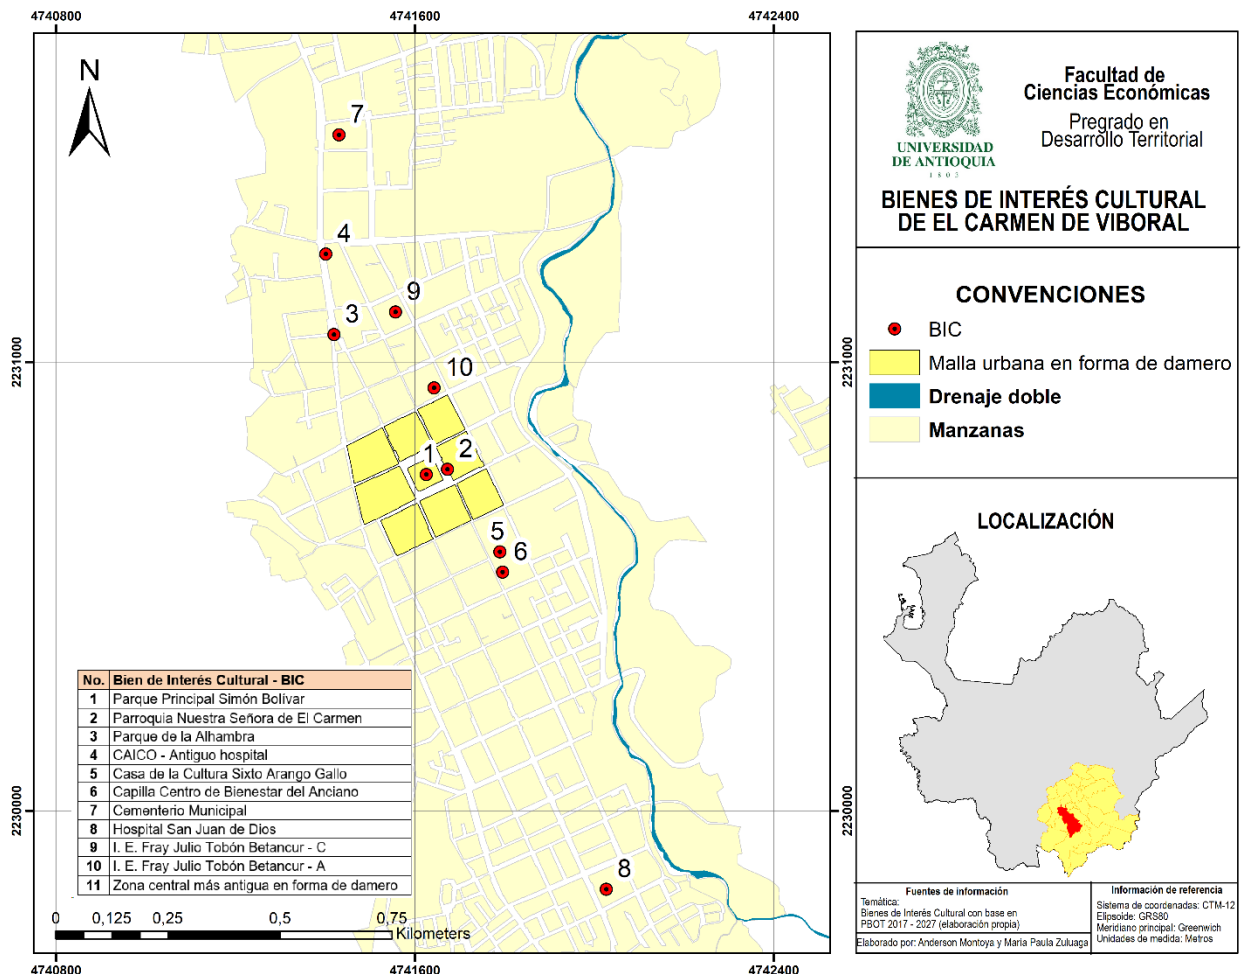 4740800
4741600
4742400
N
7
4
9
3
10
1
2
5
6
8
2231000
2230000
2231000
2230000
No. Bien de Interés Cultural - BIC
1 Parque Principal Simón Bolívar
2 Parroquia Nuestra Señora de El Carmen
3 Parque de la Alhambra
4 CAICO - Antiguo hospital
5 Casa de la Cultura Sixto Arango Gallo
6 Capilla Centro de Bienestar del Anciano
7 Cementerio Municipal
8 Hospital San Juan de Dios
9 I. E. Fray Julio Tobón Betancur - C
10 I. E. Fray Julio Tobón Betancur - A
11 Zona central más antigua en forma de damero
0 0,125 0,25 0,5 0,75
Kilometers
4740800
4741600
4742400
UNIVERSIDAD
DE ANTIOQUIA
1803
Facultad de
Ciencias Económicas
Pregrado en
Desarrollo Territorial
BIENES DE INTERÉS CULTURAL
DE EL CARMEN DE VIBORAL
CONVENCIONES
BIC
Malla urbana en forma de damero
Drenaje doble
Manzanas
LOCALIZACIÓN
Fuentes de información
Temática:
Bienes de Interés Cultural con base en
PBOT 2017 - 2027 (elaboración propia)
Elaborado por: Anderson Montoya y María Paula Zuluaga
Información de referencia
Sistema de coordenadas: CTM-12
Elipsoide: GRS80
Meridiano principal: Greenwich
Unidades de medida: Metros